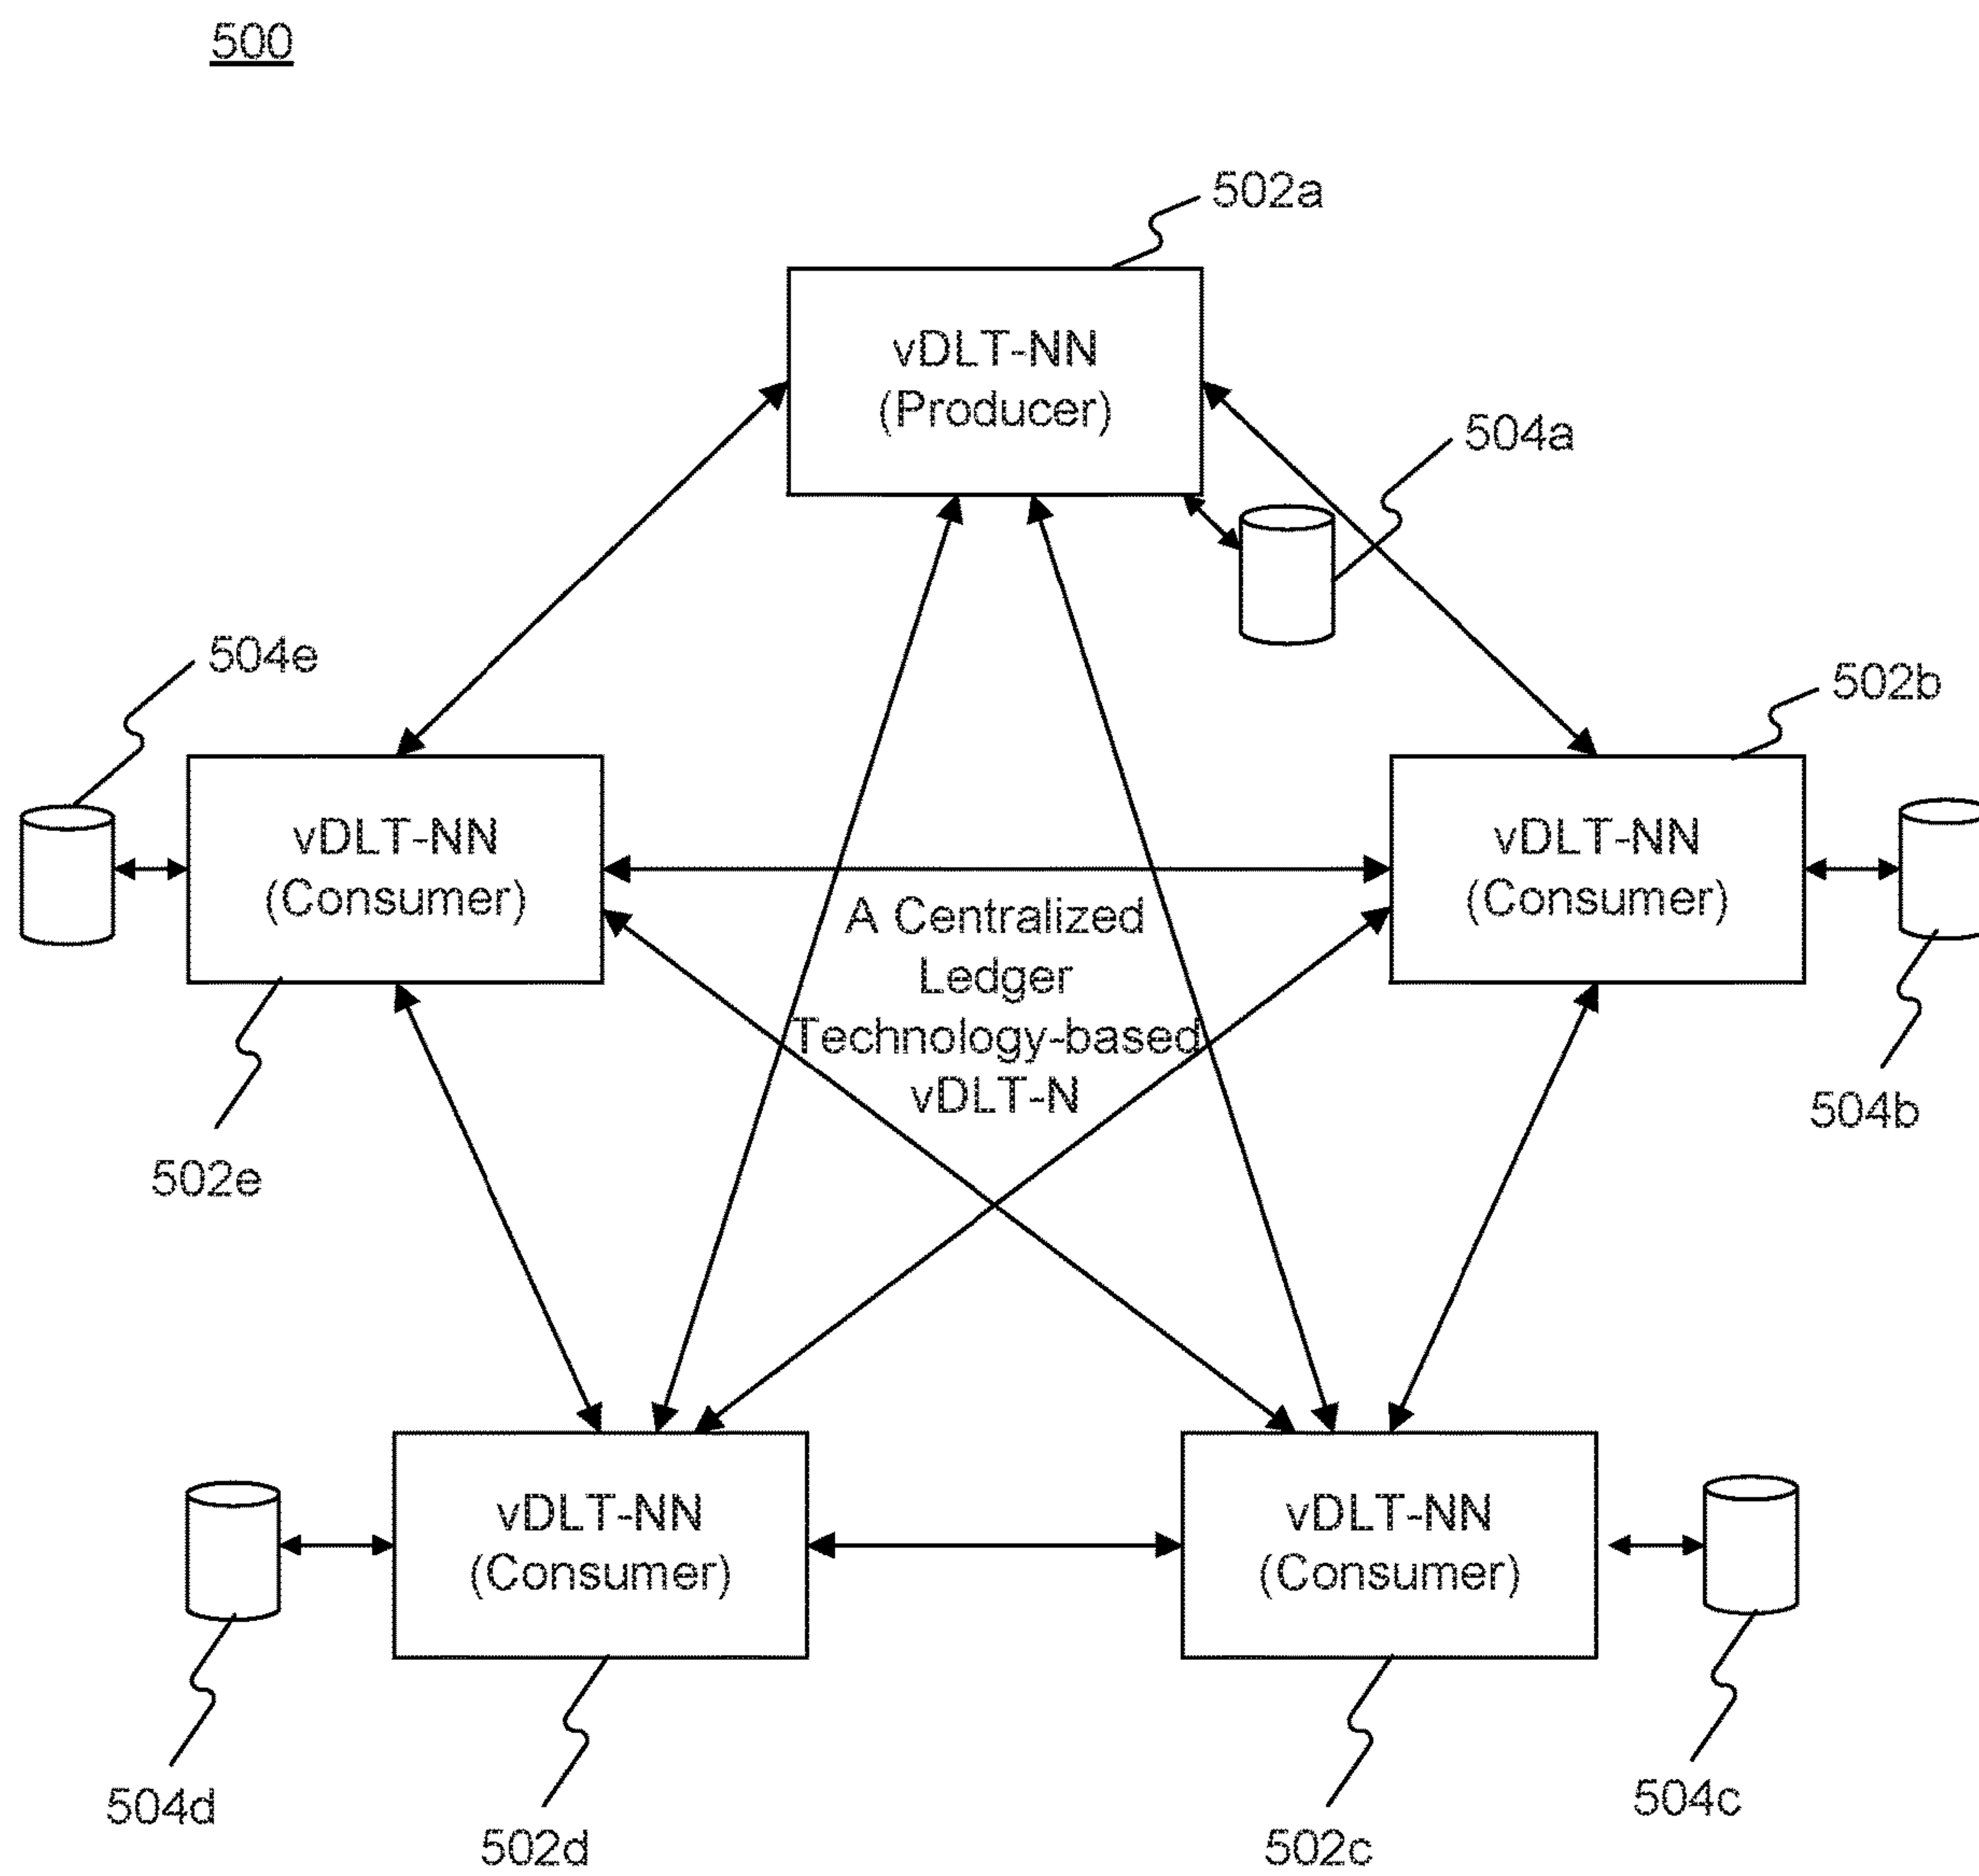 500
502a
vDLT-NN
(Producer)
504a
504e
502b
vDLT-NN
(Consumer)
vDLT-NN
(Consumer)
A Centralized
Ledger
Technology-based
vDLT-N
504b
502e
vDLT-NN
(Consumer)
vDLT-NN
(Consumer)
504d
502d
502c
504c